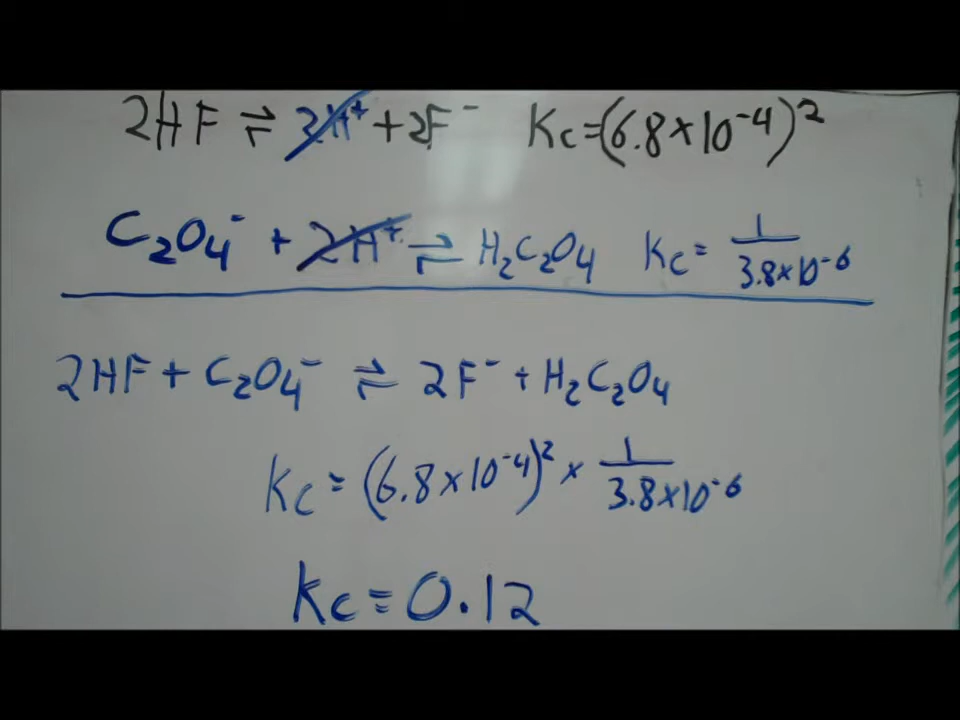 2HF ⇌ 2H⁺ + 2F⁻ Kc=(6.8×10⁻⁴)²
C₂O₄⁻ + 2H⁺ ⇌ H₂C₂O₄ Kc= 1/3.8×10⁻⁶
2HF + C₂O₄⁻ ⇌ 2F⁻ + H₂C₂O₄
Kc = (6.8×10⁻⁴)² × 1/3.8×10⁻⁶
Kc = 0.12